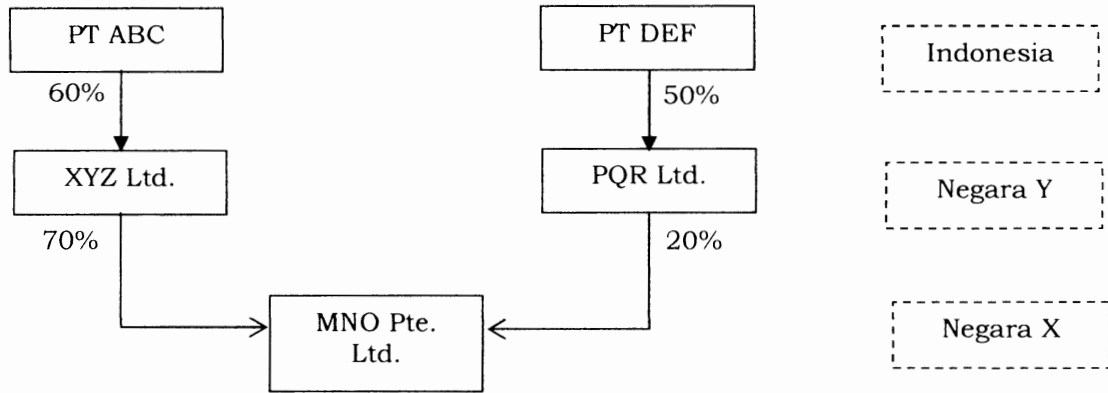 PT ABC
PT DEF
Indonesia
60%
50%
XYZ Ltd.
PQR Ltd.
Negara Y
70%
20%
MNO Pte.
Ltd.
Negara X